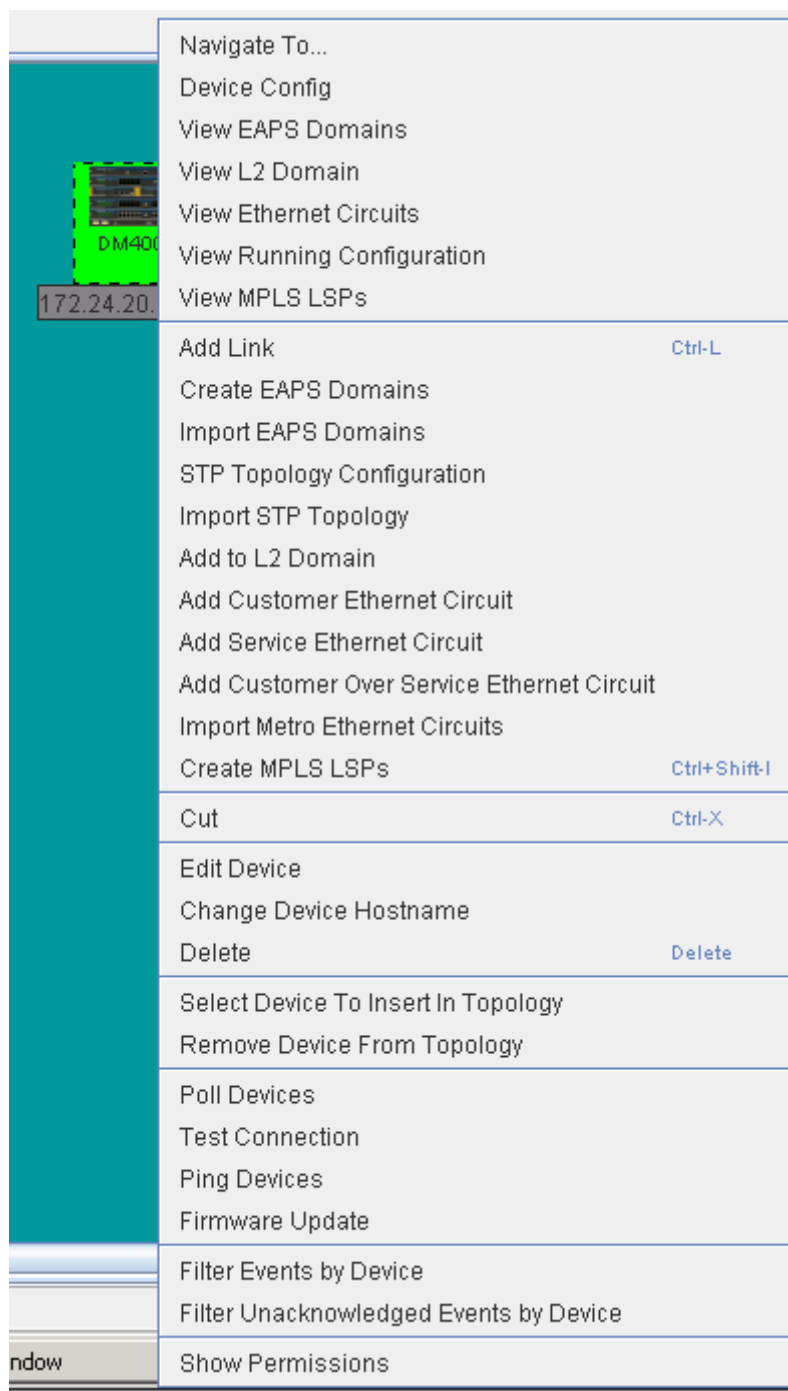 Navigate To...
Device Config
View EAPS Domains
View L2 Domain
View Ethernet Circuits
DM400
View Running Configuration
172.24.20.
View MPLS LSPs
Add Link Ctrl-L
Create EAPS Domains
Import EAPS Domains
STP Topology Configuration
Import STP Topology
Add to L2 Domain
Add Customer Ethernet Circuit
Add Service Ethernet Circuit
Add Customer Over Service Ethernet Circuit
Import Metro Ethernet Circuits
Create MPLS LSPs Ctrl+Shift-I
Cut Ctrl-X
Edit Device
Change Device Hostname
Delete Delete
Select Device To Insert In Topology
Remove Device From Topology
Poll Devices
Test Connection
Ping Devices
Firmware Update
Filter Events by Device
Filter Unacknowledged Events by Device
ndow
Show Permissions